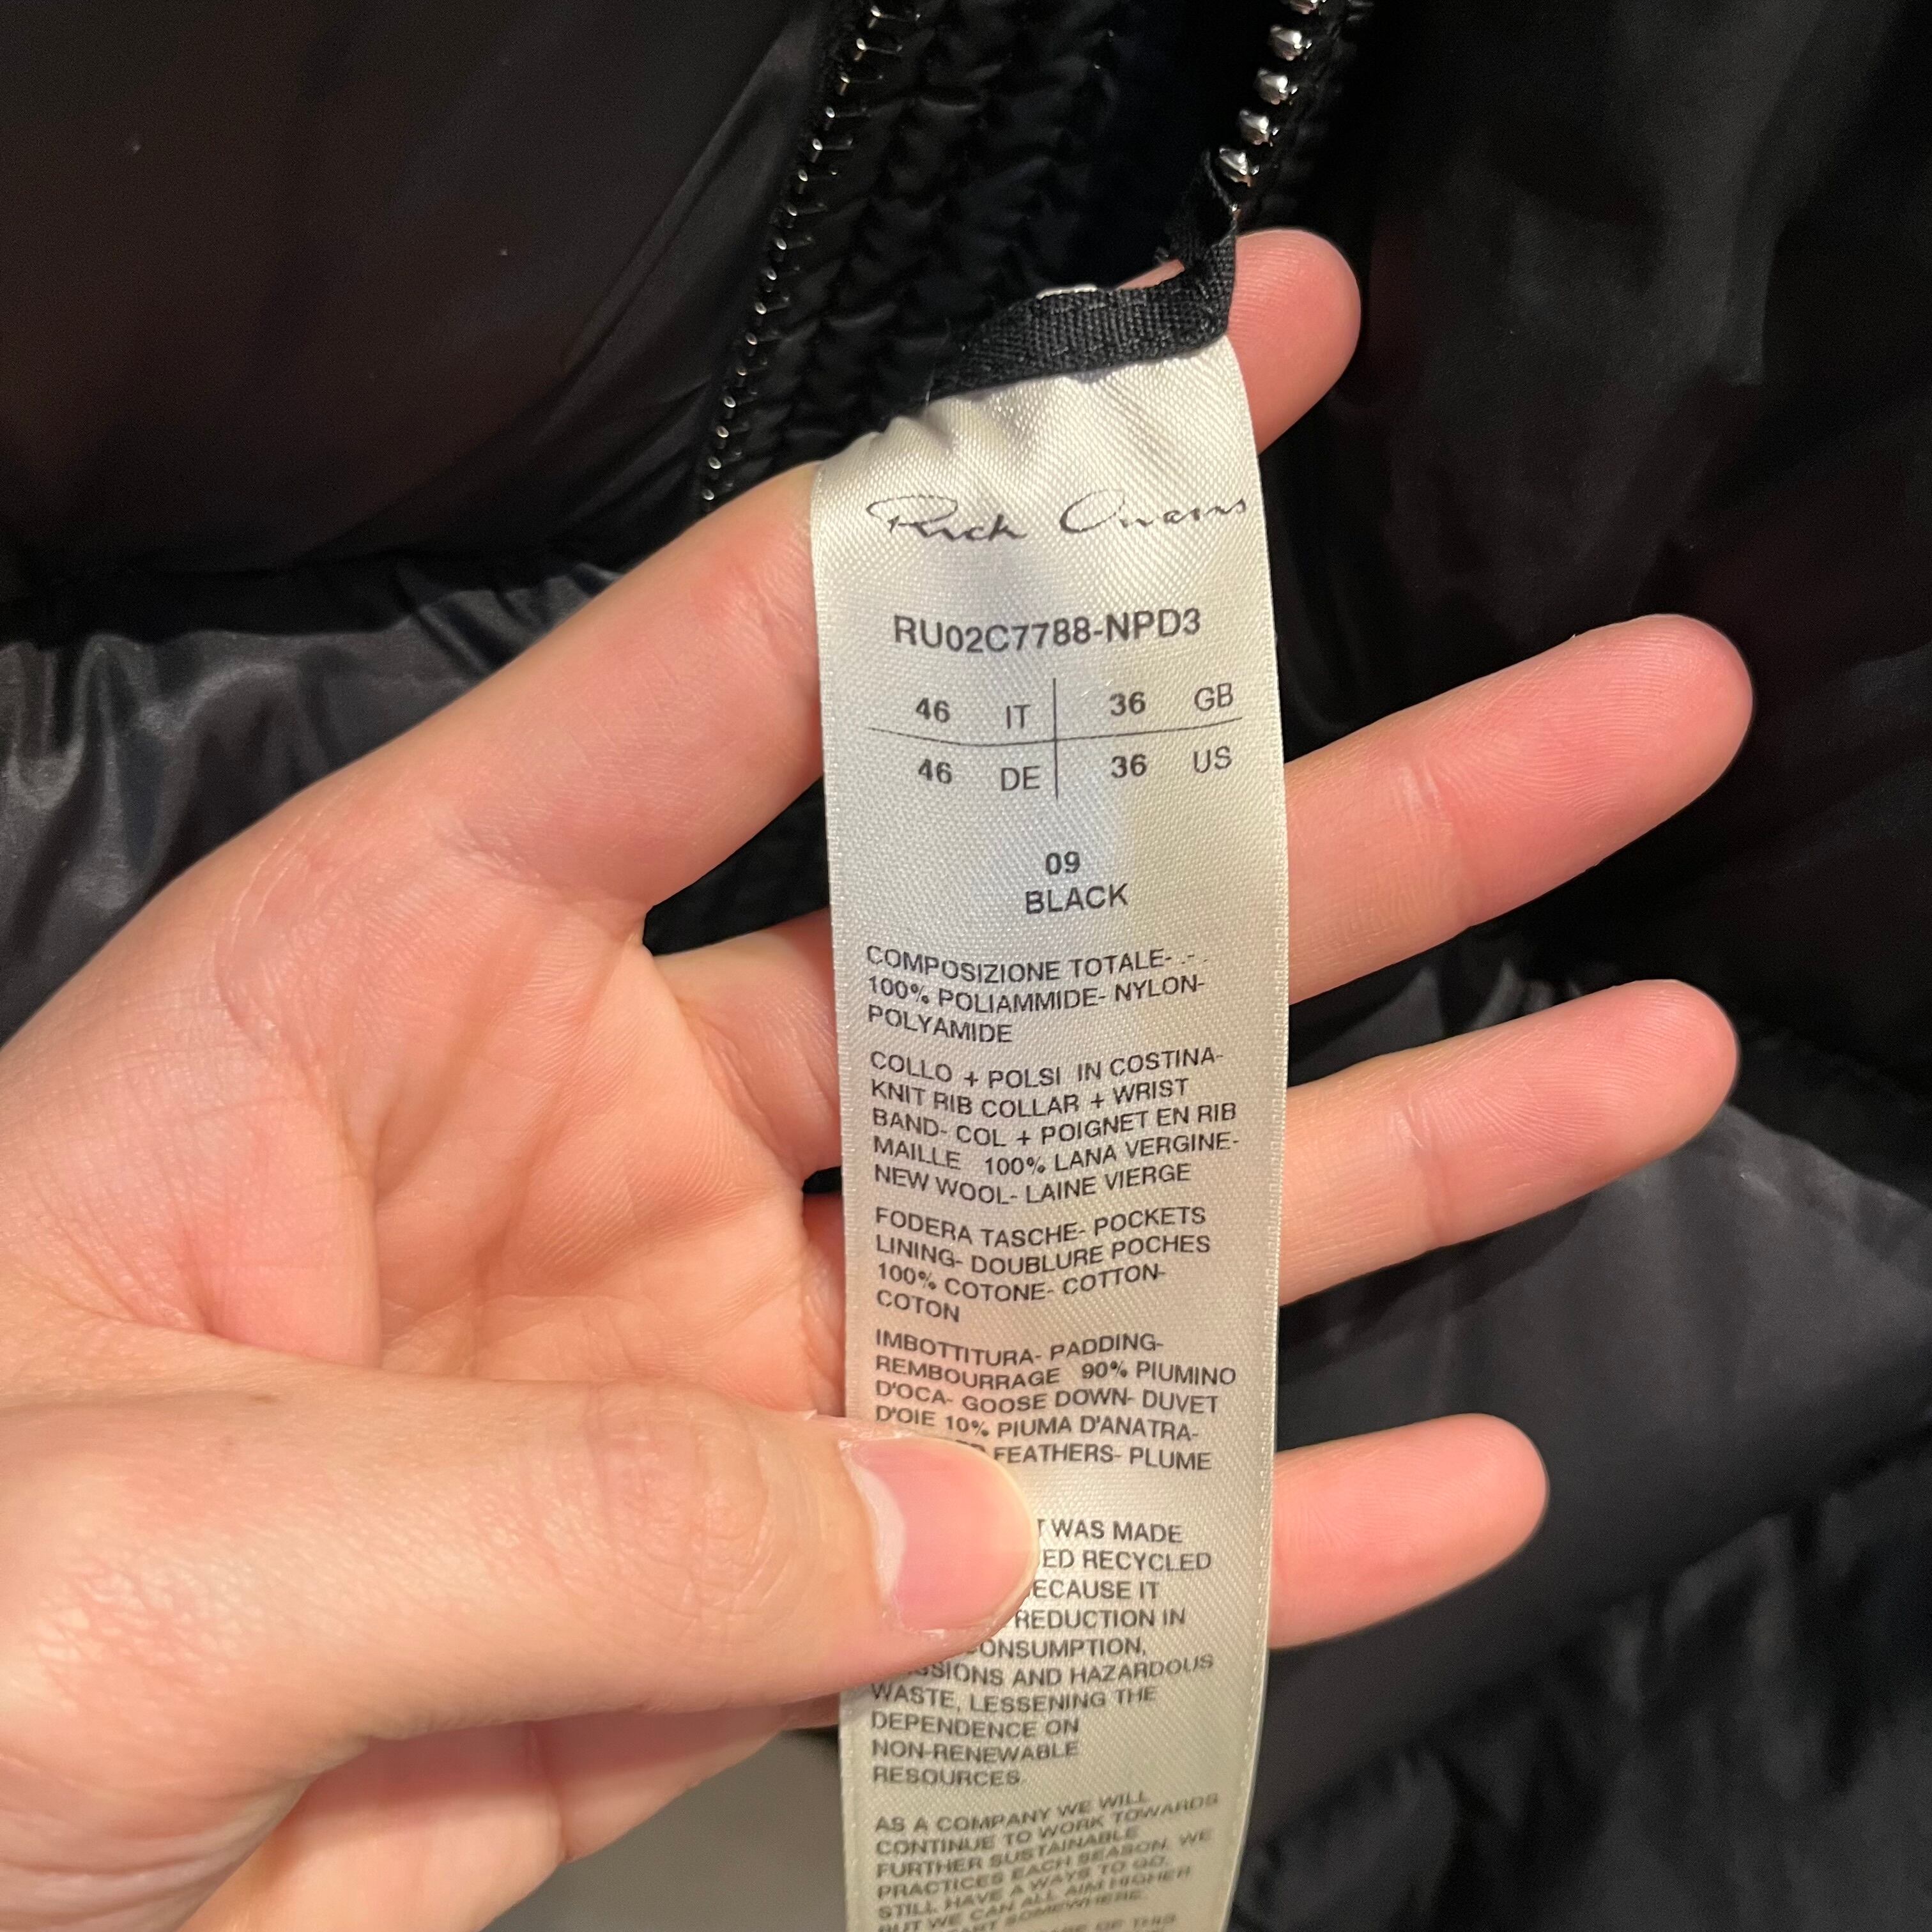 Rick Owens
RU02C7788-NPD3
46 IT 36 GB
46 DE 36 US
09
BLACK
COMPOSIZIONE TOTALE- .-.
100% POLIAMMIDE- NYLON-
POLYAMIDE
COLLO + POLSI IN COSTINA-
KNIT RIB COLLAR + WRIST
BAND- COL + POIGNET EN RIB
MAILLE 100% LANA VERGINE-
NEW WOOL- LAINE VIERGE
FODERA TASCHE- POCKETS
LINING- DOUBLURE POCHES
100% COTONE- COTTON-
COTON
IMBOTTITURA- PADDING-
REMBOURRAGE 90% PIUMINO
D'OCA- GOOSE DOWN- DUVET
D'OIE 10% PIUMA D'ANATRA-
FEATHERS- PLUME
WAS MADE
RECYCLED
IT
REDUCTION IN
AND HAZARDOUS
WASTE, LESSENING THE
DEPENDENCE ON
NON-RENEWABLE
RESOURCES.
AS A COMPANY WE WILL
CONTINUE TO WORK TOWARDS
FURTHER SUSTAINABLE
PRACTICES EACH SEASON, WE
STILL HAVE A WAYS TO GO,
BUT WE CAN ALL AIM HIGHER
SOMEWHERE.
OF THIS